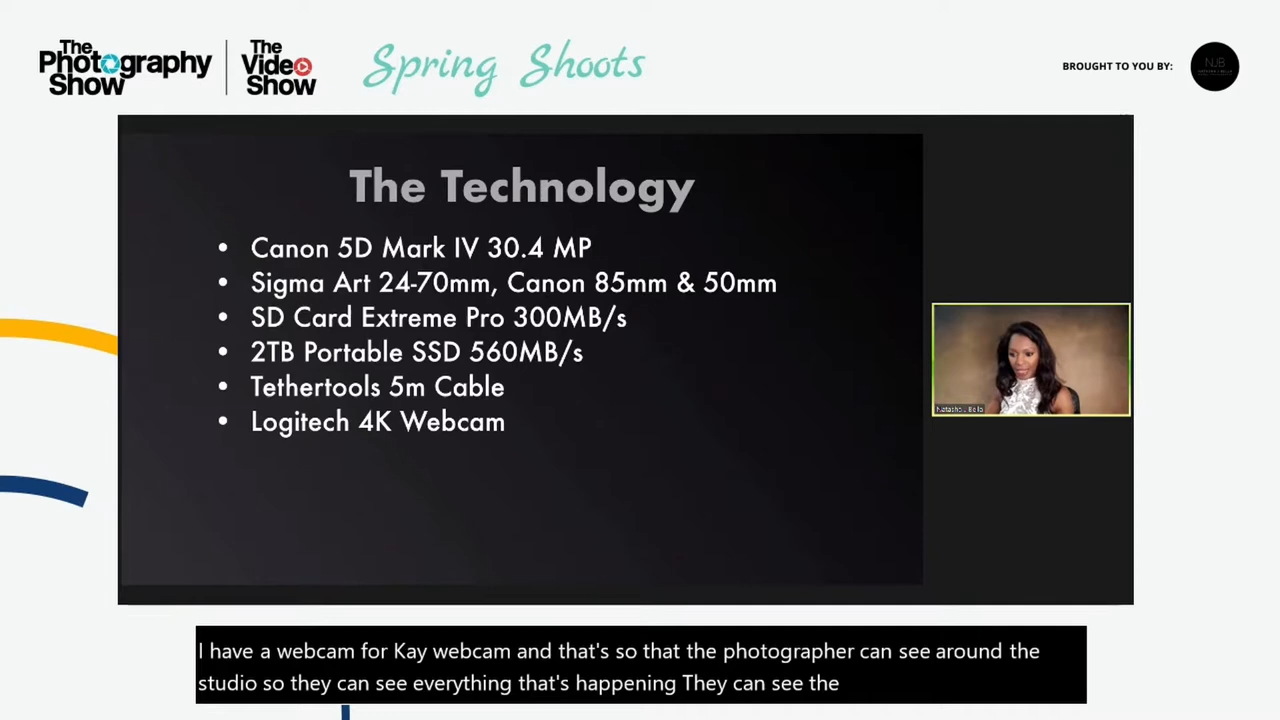 The Photography Show
The Video Show
Spring Shoots
BROUGHT TO YOU BY:
NJB
The Technology
• Canon 5D Mark IV 30.4 MP
• Sigma Art 24-70mm, Canon 85mm & 50mm
• SD Card Extreme Pro 300MB/s
• 2TB Portable SSD 560MB/s
• Tethertools 5m Cable
• Logitech 4K Webcam
I have a webcam for Kay webcam and that's so that the photographer can see around the
studio so they can see everything that's happening They can see the